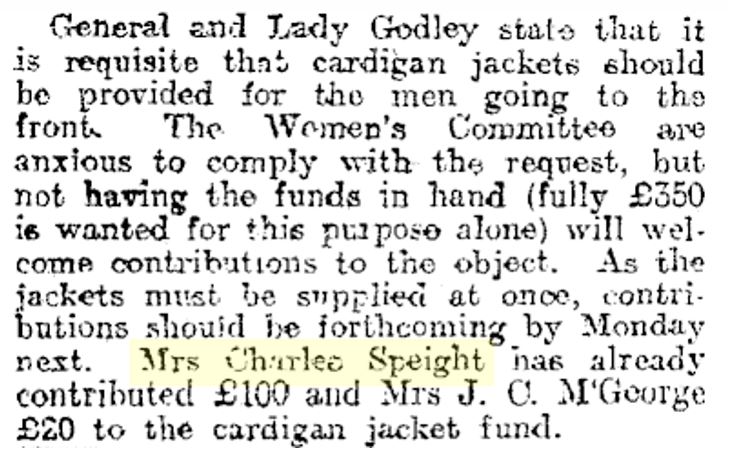 General and Lady Godley state that it
is requisite that cardigan jackets should
be provided for the men going to the
front. The Women's Committee are
anxious to comply with the request, but
not having the funds in hand (fully £350
is wanted for this purpose alone) will wel-
come contributions to the object. As the
jackets must be supplied at once, contri-
butions should be forthcoming by Monday
next. Mrs Charles Speight has already
contributed £100 and Mrs J. C. M'George
£20 to the cardigan jacket fund.